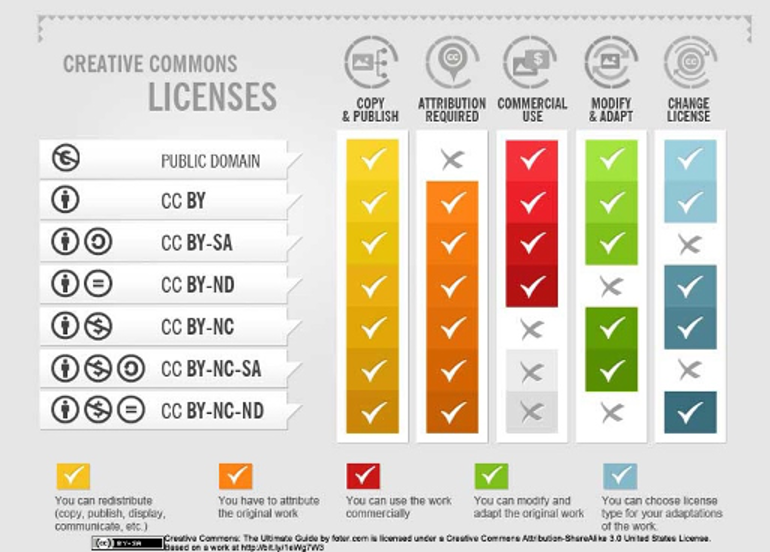 CREATIVE COMMONS
LICENSES
COPY
& PUBLISH
ATTRIBUTION
REQUIRED
COMMERCIAL
USE
MODIFY
& ADAPT
CHANGE
LICENSE
PUBLIC DOMAIN
CC BY
CC BY-SA
CC BY-ND
CC BY-NC
CC BY-NC-SA
CC BY-NC-ND
You can redistribute
(copy, publish, display,
communicate, etc.)
You have to attribute
the original work
You can use the work
commercially
You can modify and
adapt the original work
You can choose license
type for your adaptations
of the work.
(cc) BY-SA
Creative Commons: The Ultimate Guide by foter.com is licensed under a Creative Commons Attribution-ShareAlike 3.0 United States License.
Based on a work at http://bit.ly/1eWg7W3